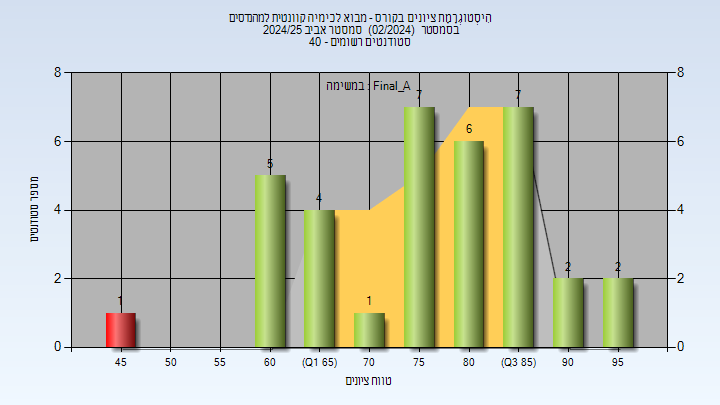 היסטוגרמת ציונים בקורס - מבוא לכימיה קוונטית למהנדסים
בסמסטר (02/2024) סמסטר אביב 2024/25
סטודנטים רשומים - 40
במשימה : Final_A
8 8
6 6
4 4
2 2
0 0
1 5 4 1 7 6 7 2 2
מספר סטודנטים
45 50 55 60 (Q1 65) 70 75 80 (Q3 85) 90 95
טווח ציונים